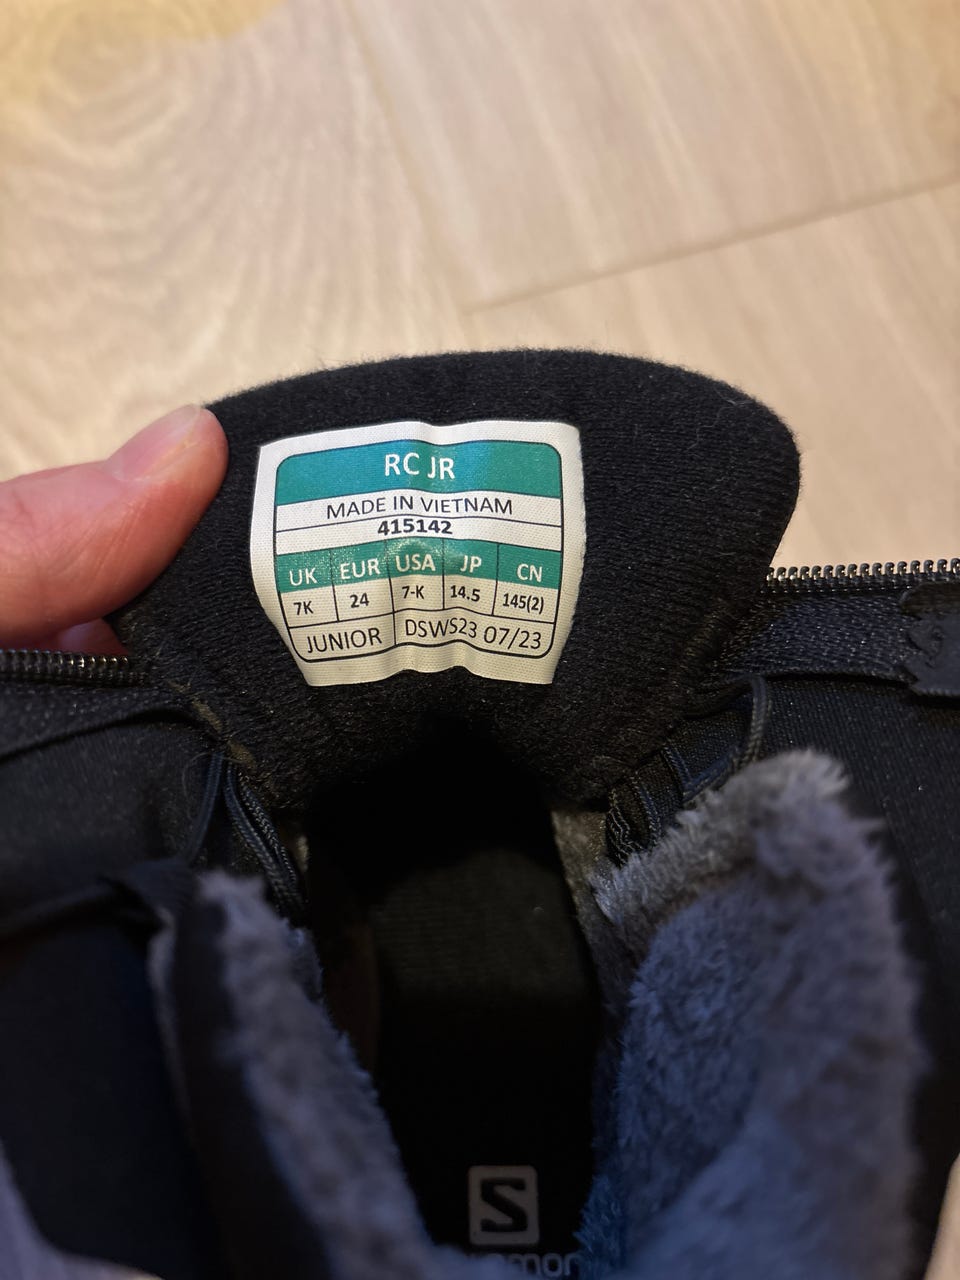 RC JR
MADE IN VIETNAM
415142
UK EUR USA JP CN
7K 24 7-K 14.5 145(2)
JUNIOR DSWS23 07/23
S